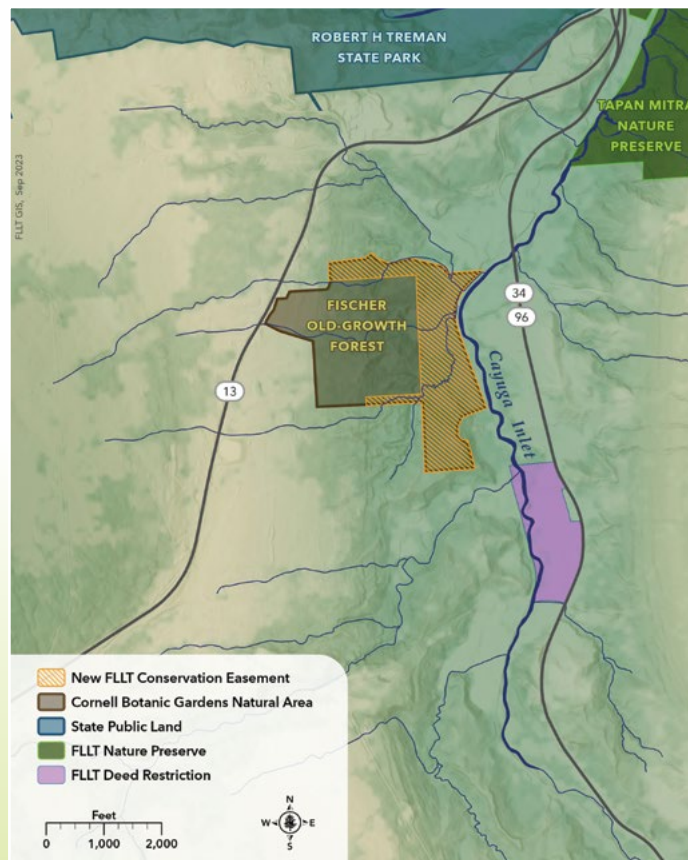 ROBERT H TREMAN
STATE PARK
TAPAN MITRA
NATURE
PRESERVE
FLLT GIS, Sep 2023
34
96
FISCHER
OLD-GROWTH
FOREST
Cayuga Inlet
13
New FLLT Conservation Easement
Cornell Botanic Gardens Natural Area
State Public Land
FLLT Nature Preserve
FLLT Deed Restriction
Feet
0 1,000 2,000
N
W E
S